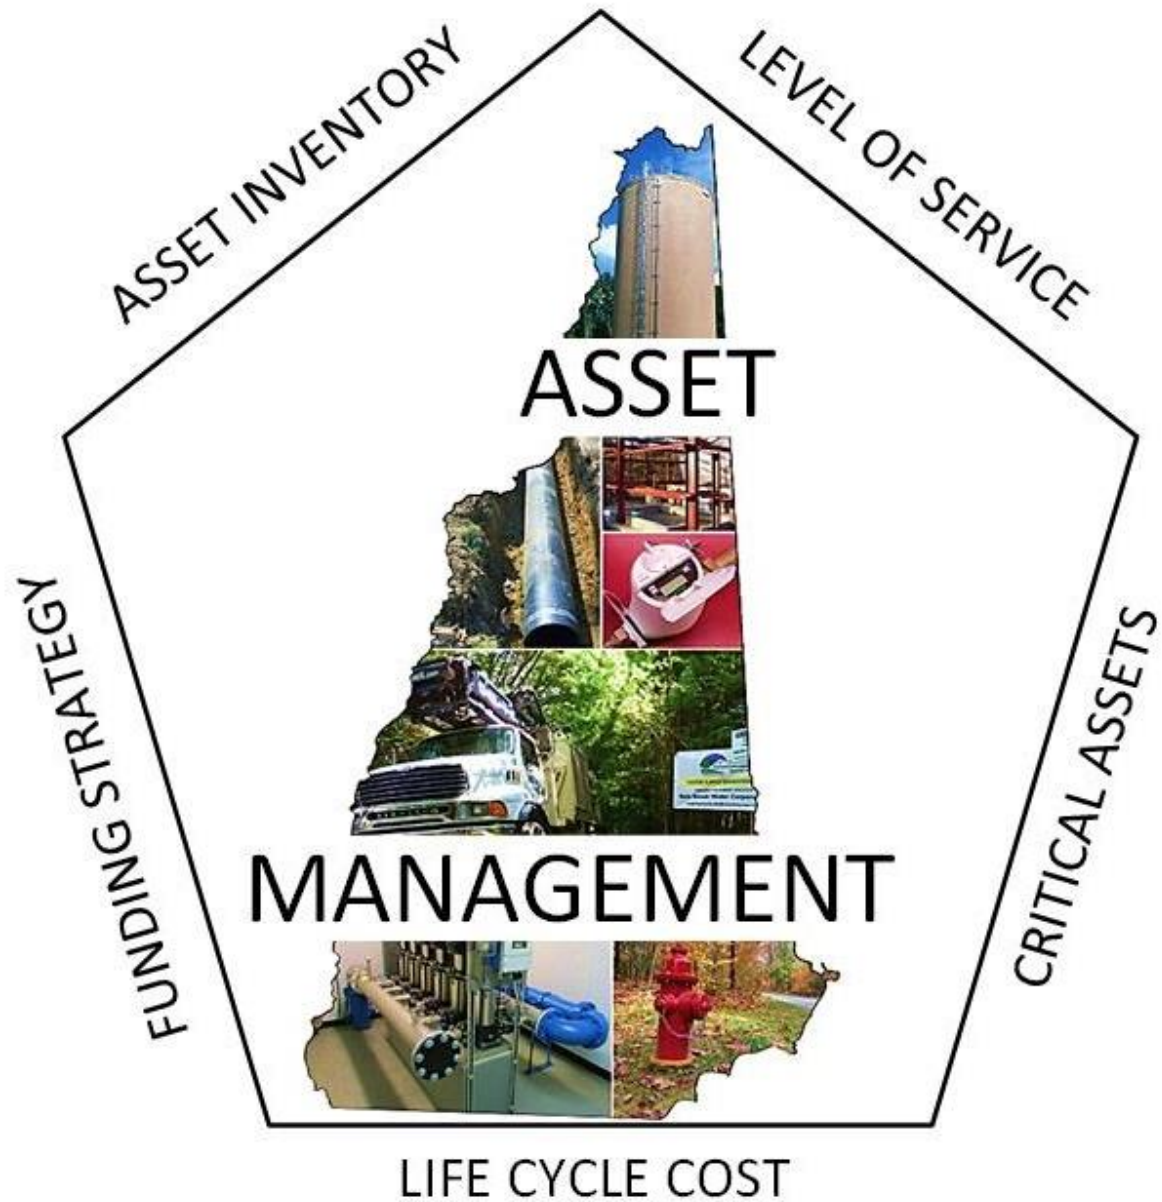 ASSET INVENTORY
LEVEL OF SERVICE
ASSET
FUNDING STRATEGY
CRITICAL ASSETS
MANAGEMENT
LIFE CYCLE COST